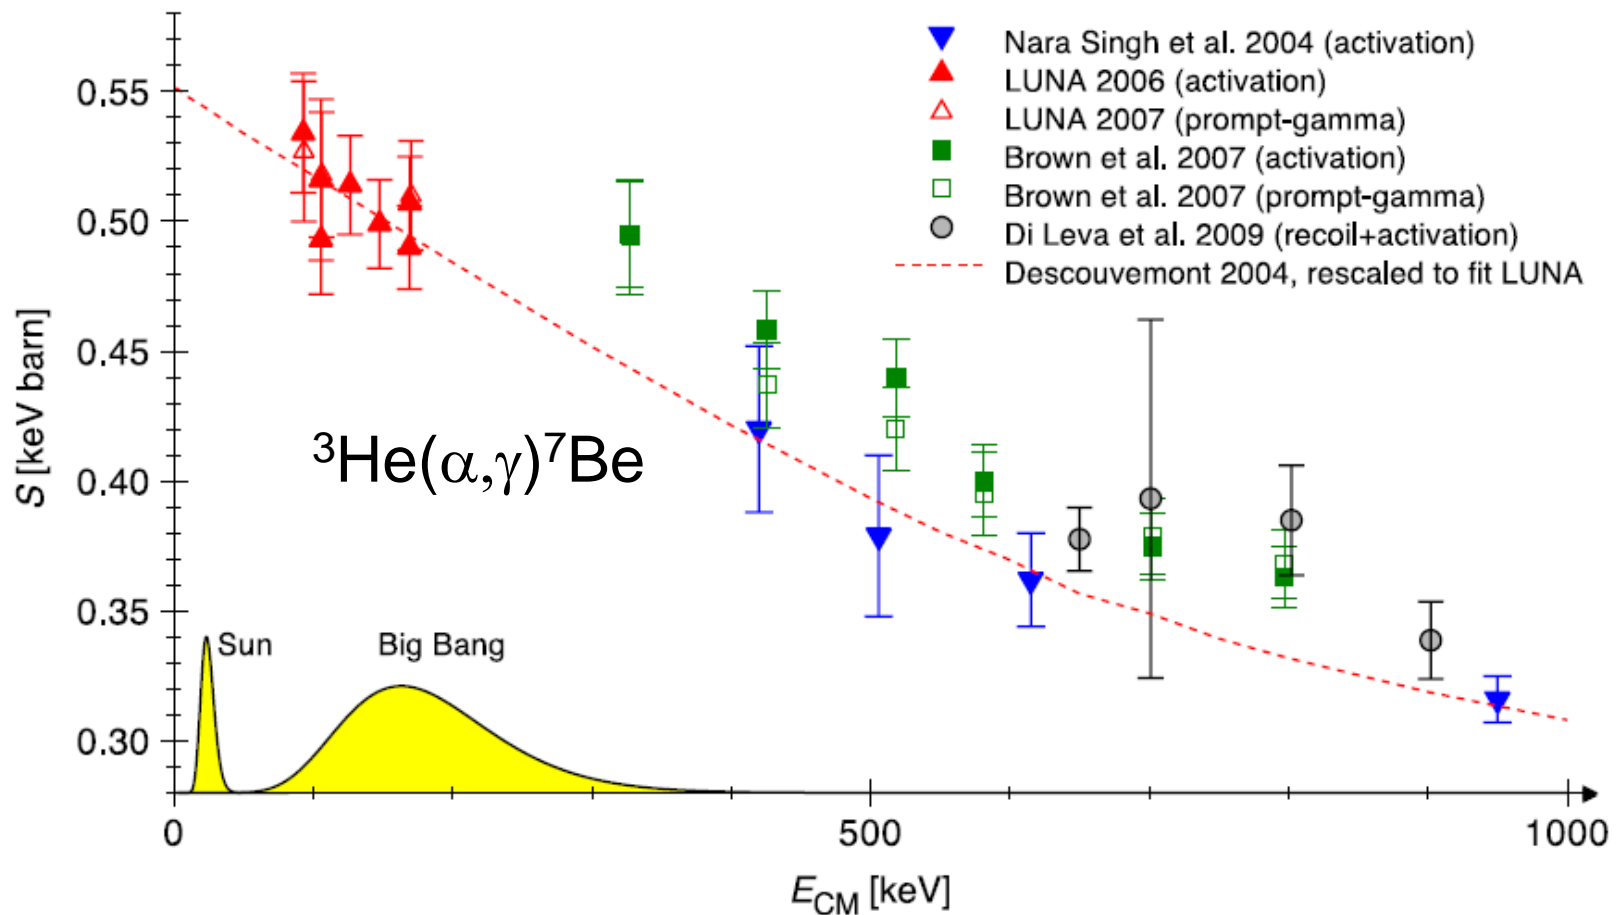 Nara Singh et al. 2004 (activation)
LUNA 2006 (activation)
LUNA 2007 (prompt-gamma)
Brown et al. 2007 (activation)
Brown et al. 2007 (prompt-gamma)
Di Leva et al. 2009 (recoil+activation)
Descouvemont 2004, rescaled to fit LUNA
0.55
0.50
0.45
0.40
0.35
0.30
S [keV barn]
³He(α,γ)⁷Be
Sun
Big Bang
0
500
1000
E_CM [keV]